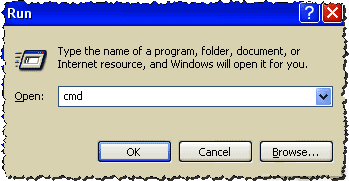 Run
Type the name of a program, folder, document, or
Internet resource, and Windows will open it for you.
Open: cmd
OK Cancel Browse...